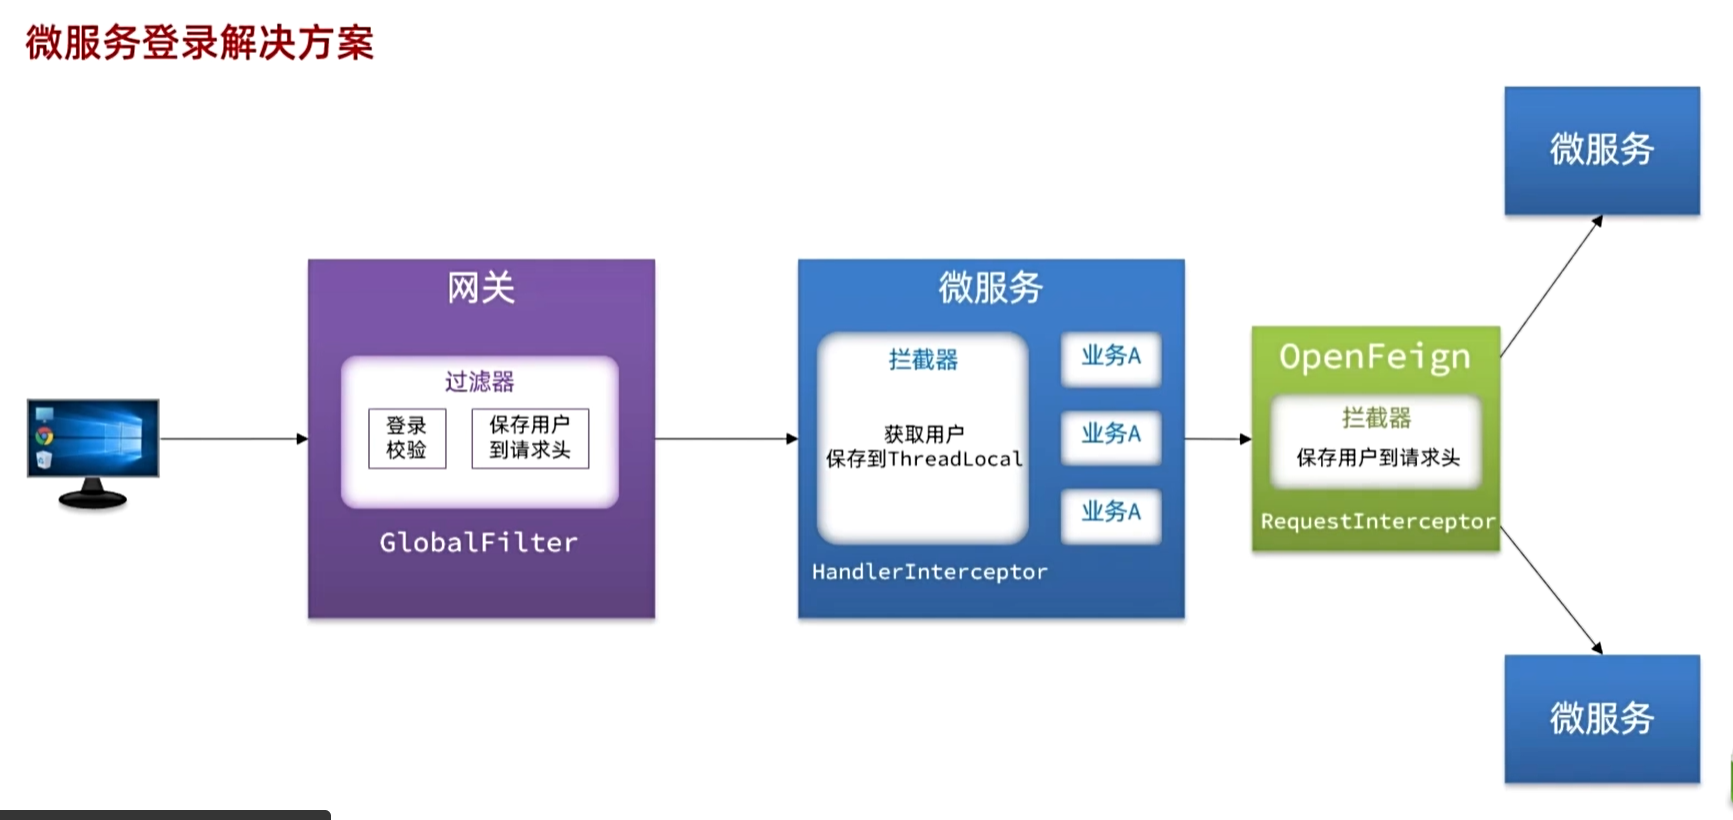 微服务登录解决方案
网关
过滤器
登录
校验
保存用户
到请求头
GlobalFilter
微服务
拦截器
获取用户
保存到ThreadLocal
业务A
业务A
业务A
HandlerInterceptor
OpenFeign
拦截器
保存用户到请求头
RequestInterceptor
微服务
微服务